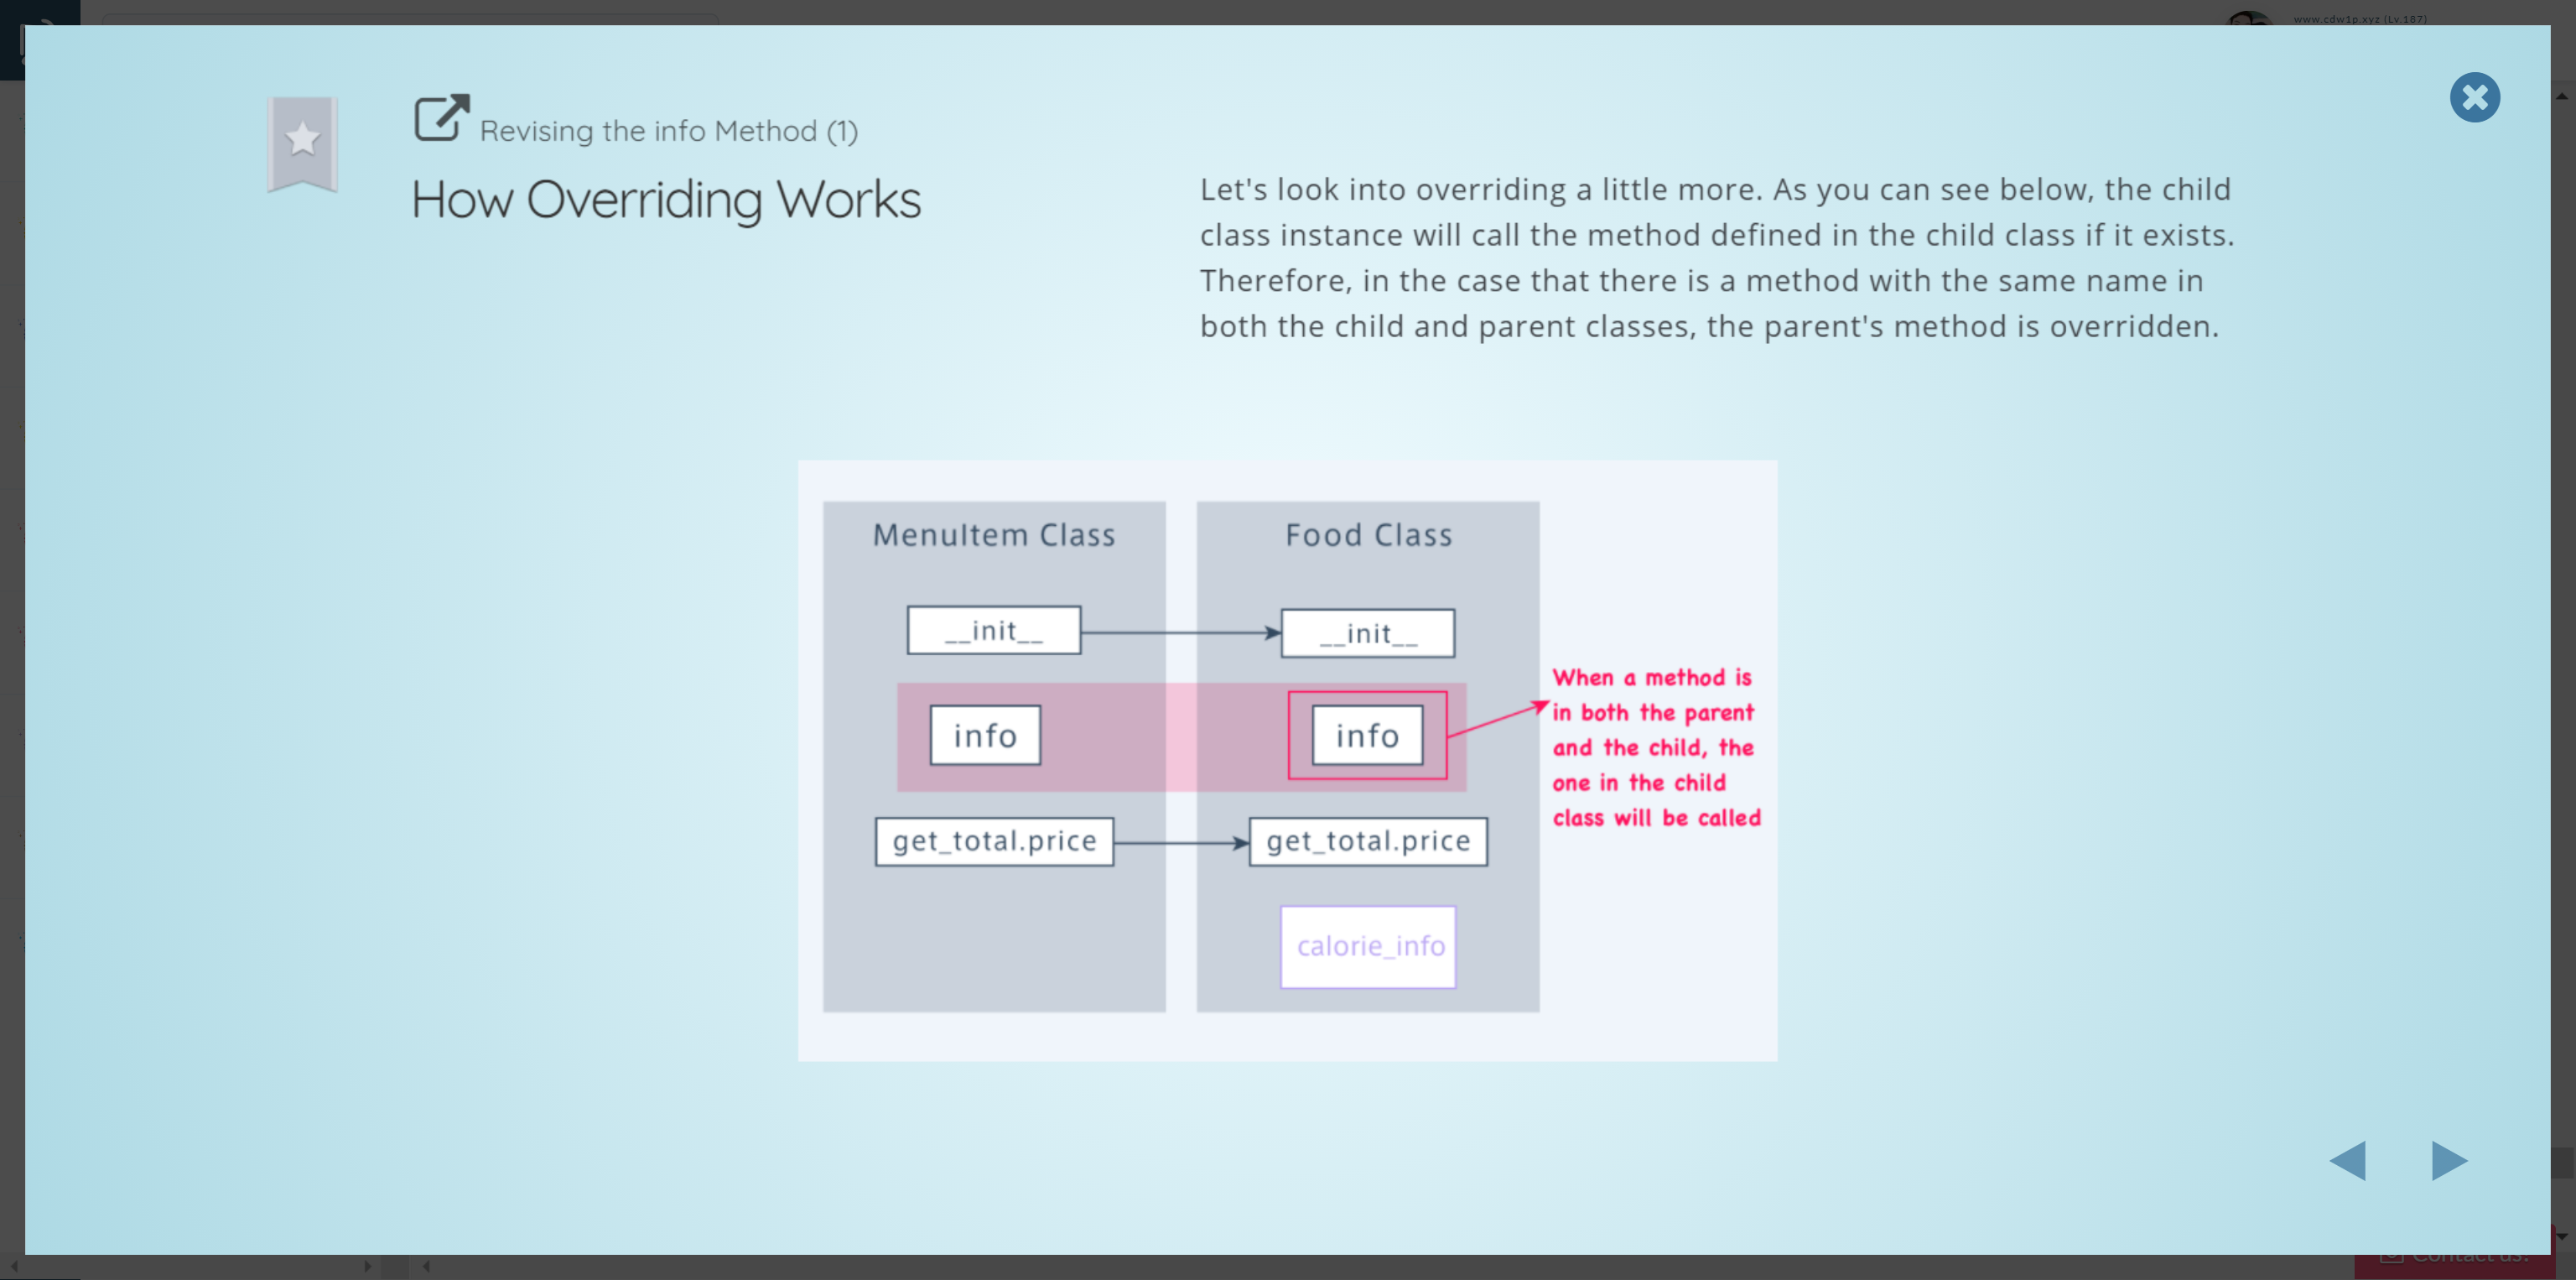 www.cdw1p.xyz (Lv.187)
Revising the info Method (1)
How Overriding Works
Let's look into overriding a little more. As you can see below, the child
class instance will call the method defined in the child class if it exists.
Therefore, in the case that there is a method with the same name in
both the child and parent classes, the parent's method is overridden.
MenuItem Class
Food Class
__init__
__init__
info
info
When a method is
in both the parent
and the child, the
one in the child
class will be called
get_total.price
get_total.price
calorie_info
Contact us!